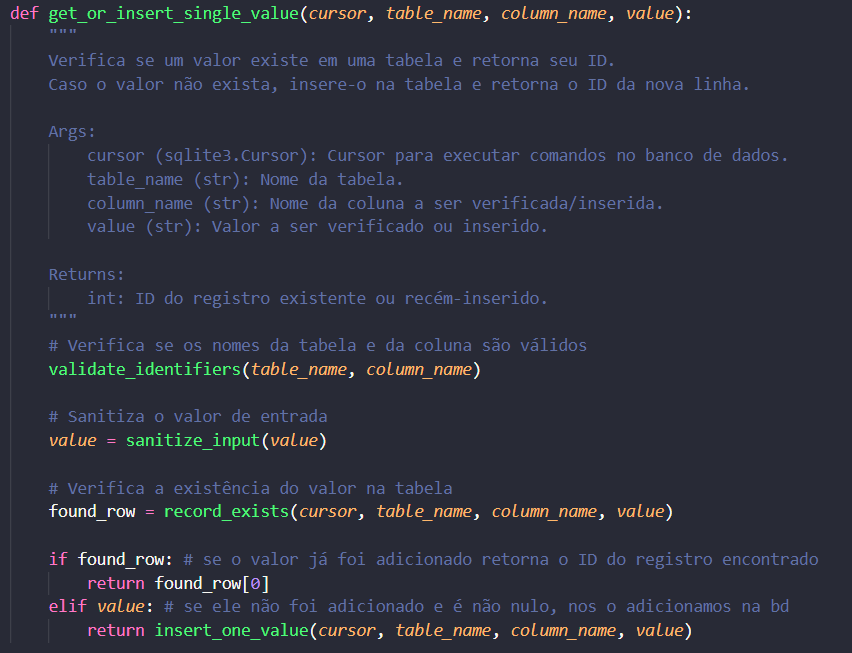 def get_or_insert_single_value(cursor, table_name, column_name, value):
    """
    Verifica se um valor existe em uma tabela e retorna seu ID.
    Caso o valor não exista, insere-o na tabela e retorna o ID da nova linha.

    Args:
        cursor (sqlite3.Cursor): Cursor para executar comandos no banco de dados.
        table_name (str): Nome da tabela.
        column_name (str): Nome da coluna a ser verificada/inserida.
        value (str): Valor a ser verificado ou inserido.

    Returns:
        int: ID do registro existente ou recém-inserido.
    """
    # Verifica se os nomes da tabela e da coluna são válidos
    validate_identifiers(table_name, column_name)

    # Sanitiza o valor de entrada
    value = sanitize_input(value)

    # Verifica a existência do valor na tabela
    found_row = record_exists(cursor, table_name, column_name, value)

    if found_row: # se o valor já foi adicionado retorna o ID do registro encontrado
        return found_row[0]
    elif value: # se ele não foi adicionado e é não nulo, nos o adicionamos na bd
        return insert_one_value(cursor, table_name, column_name, value)